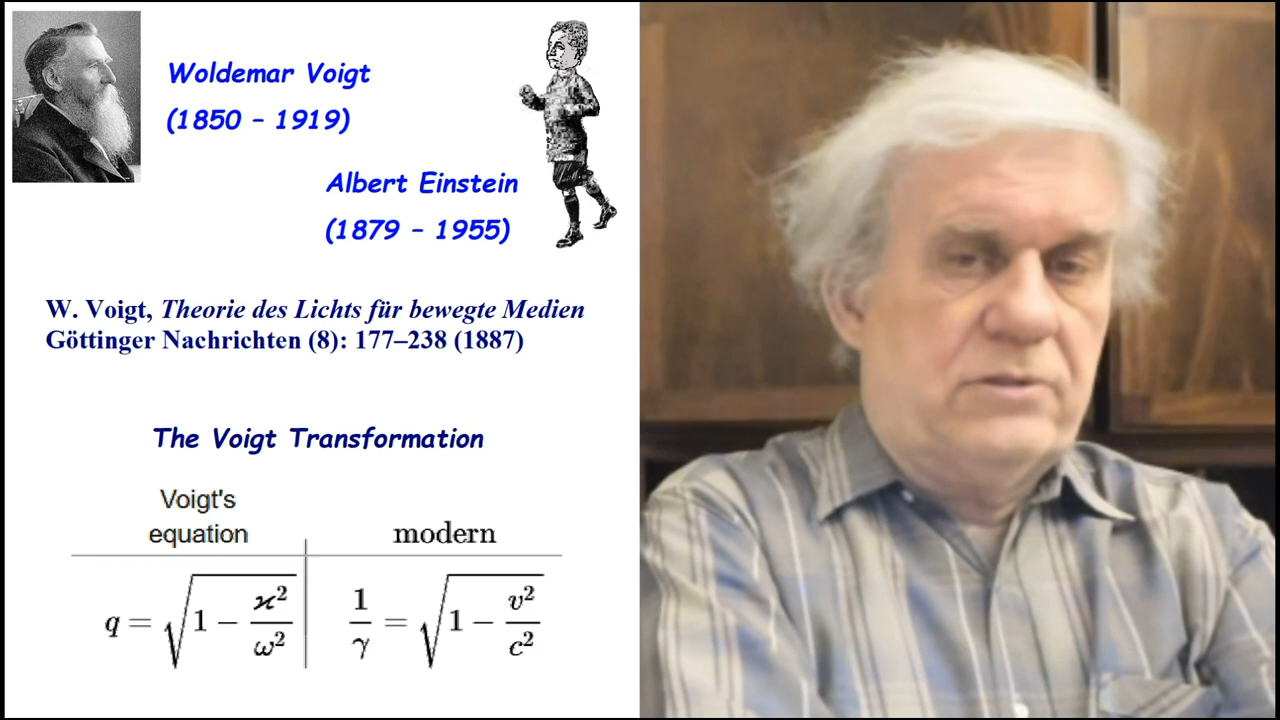 Woldemar Voigt
(1850 – 1919)
Albert Einstein
(1879 – 1955)
W. Voigt, Theorie des Lichts für bewegte Medien
Göttinger Nachrichten (8): 177–238 (1887)
The Voigt Transformation
Voigt's
equation
modern
q = √(1 − ϰ²/ω²)
1/γ = √(1 − v²/c²)